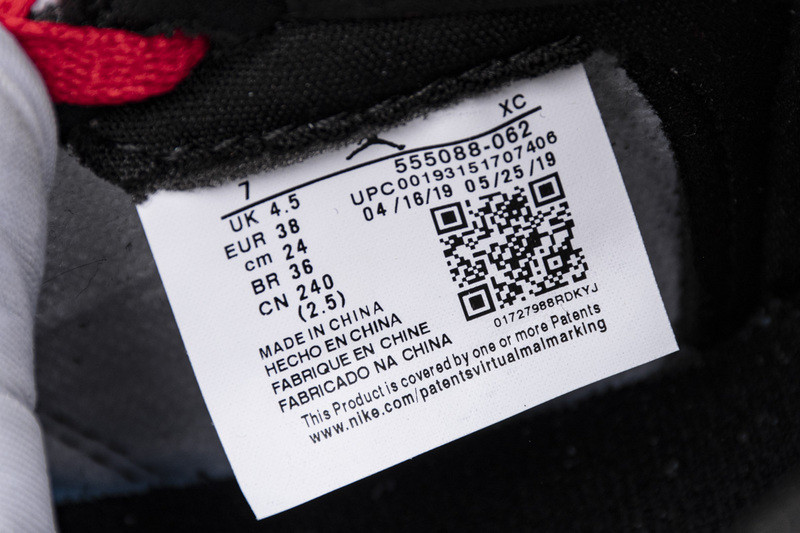 7 XC
UK 4.5 555088-062
EUR 38 UPC00193151707406
cm 24 04/16/19 05/25/19
BR 36
CN 240
(2.5)
01727988RDKYJ
MADE IN CHINA
HECHO EN CHINA
FABRIQUE EN CHINE
FABRICADO NA CHINA
This Product is covered by one or more Patents
www.nike.com/patentsvirtualmalmarking